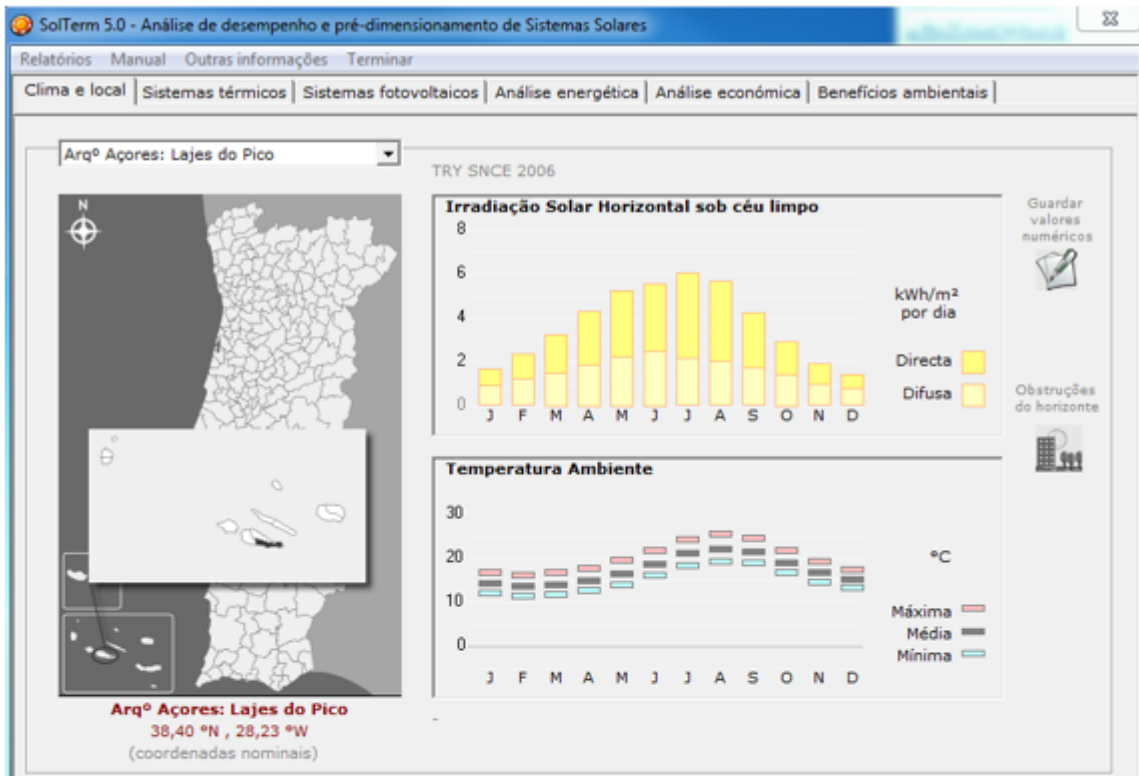 SolTerm 5.0 - Análise de desempenho e pré-dimensionamento de Sistemas Solares
Relatórios Manual Outras informações Terminar
Clima e local Sistemas térmicos Sistemas fotovoltaicos Análise energética Análise económica Benefícios ambientais
Arqº Açores: Lajes do Pico
TRY SNCE 2006
N
Irradiação Solar Horizontal sob céu limpo
8
6
4
2
0
J F M A M J J A S O N D
kWh/m²
por dia
Directa
Difusa
Guardar
valores
numéricos
Obstruções
do horizonte
Temperatura Ambiente
30
20
10
0
J F M A M J J A S O N D
°C
Máxima
Média
Mínima
Arqº Açores: Lajes do Pico
38,40 ºN , 28,23 ºW
(coordenadas nominais)
-